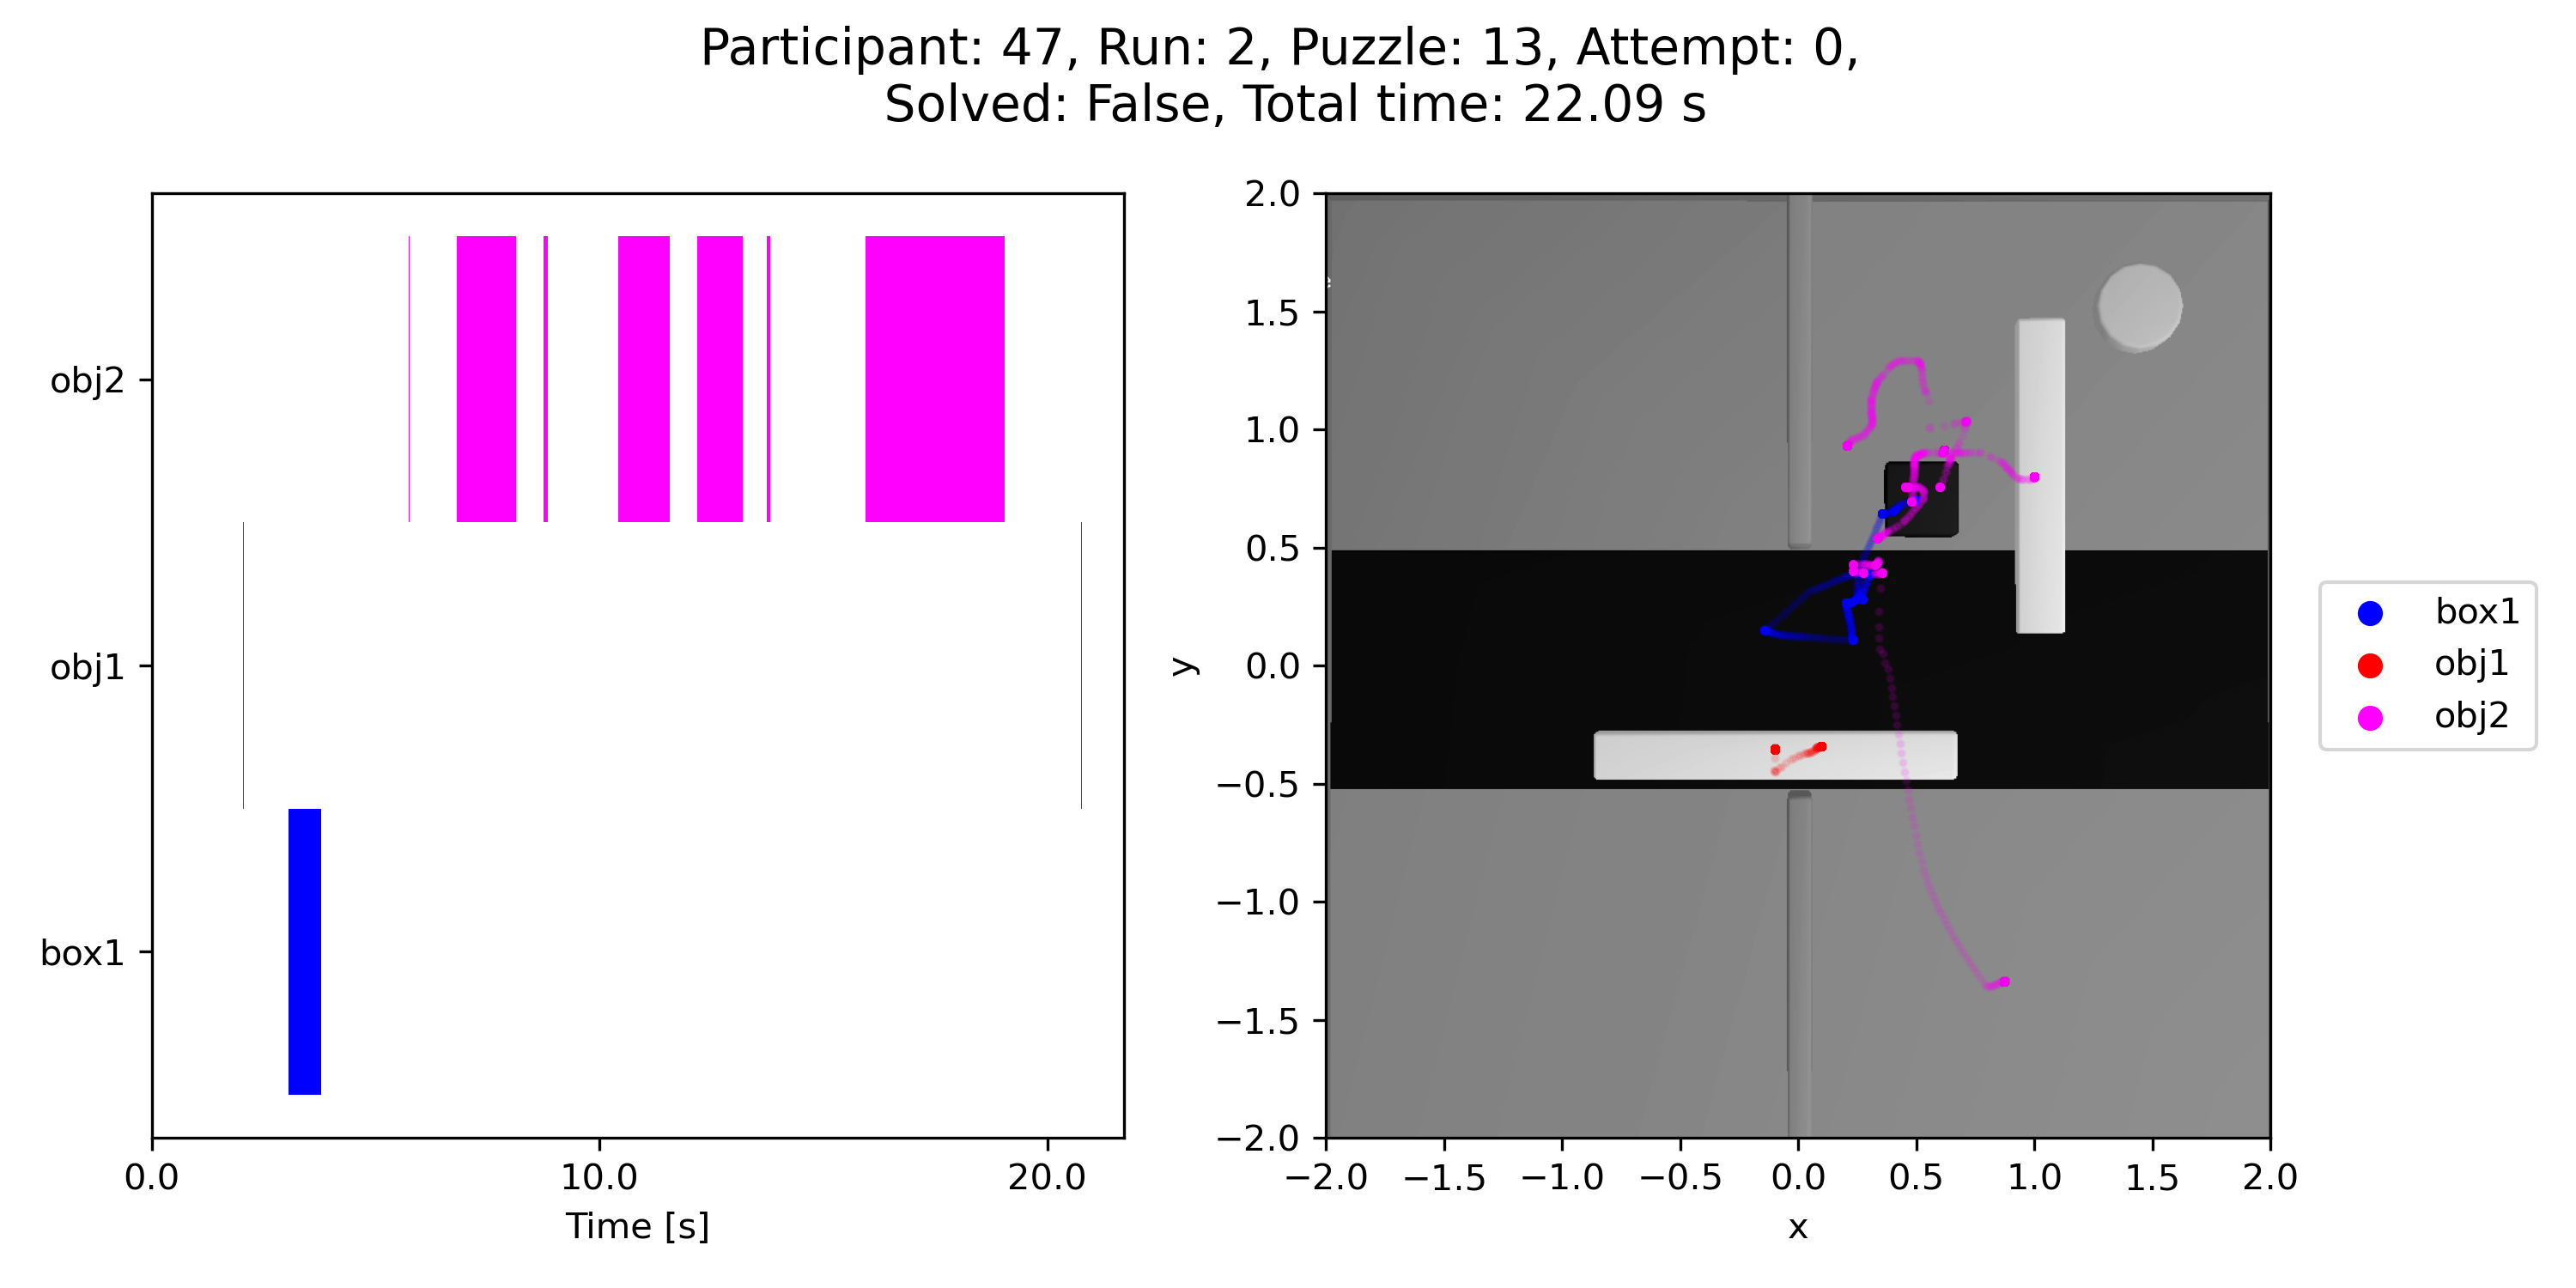 Participant: 47, Run: 2, Puzzle: 13, Attempt: 0,
Solved: False, Total time: 22.09 s
obj2
obj1
box1
0.0
10.0
20.0
Time [s]
2.0
1.5
1.0
0.5
0.0
−0.5
−1.0
−1.5
−2.0
y
−2.0 −1.5 −1.0 −0.5 0.0 0.5 1.0 1.5 2.0
x
box1
obj1
obj2